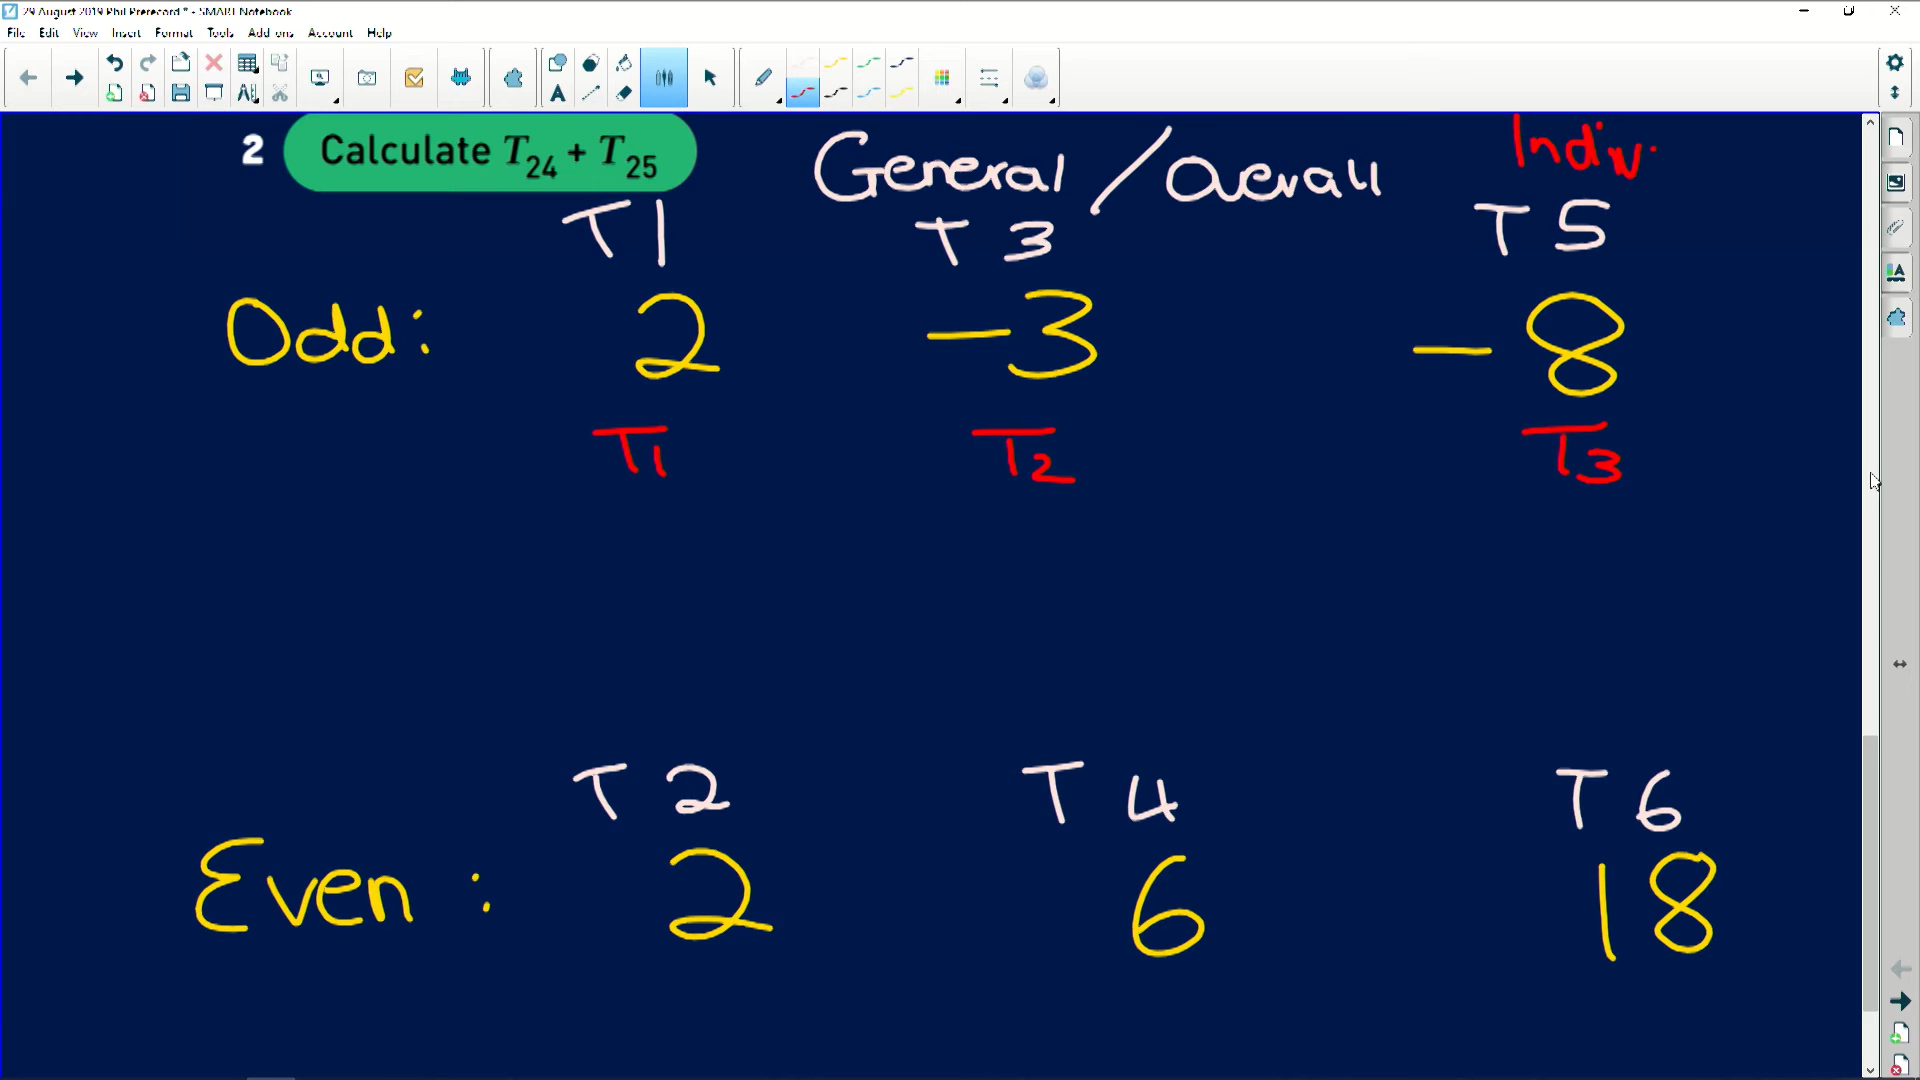 29 August 2019 Phil Prerecord * - SMART Notebook
File Edit View Insert Format Tools Add-ons Account Help
2 Calculate T24 + T25
General / Overall
Indiv.
T1 T3 T5
Odd: 2 -3 -8
T1 T2 T3
T2 T4 T6
Even: 2 6 18